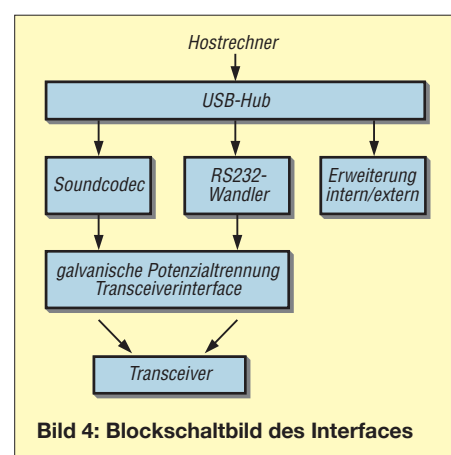 Hostrechner
USB-Hub
Soundcodec
RS232-
Wandler
Erweiterung
intern/extern
galvanische Potenzialtrennung
Transceiverinterface
Transceiver
Bild 4: Blockschaltbild des Interfaces